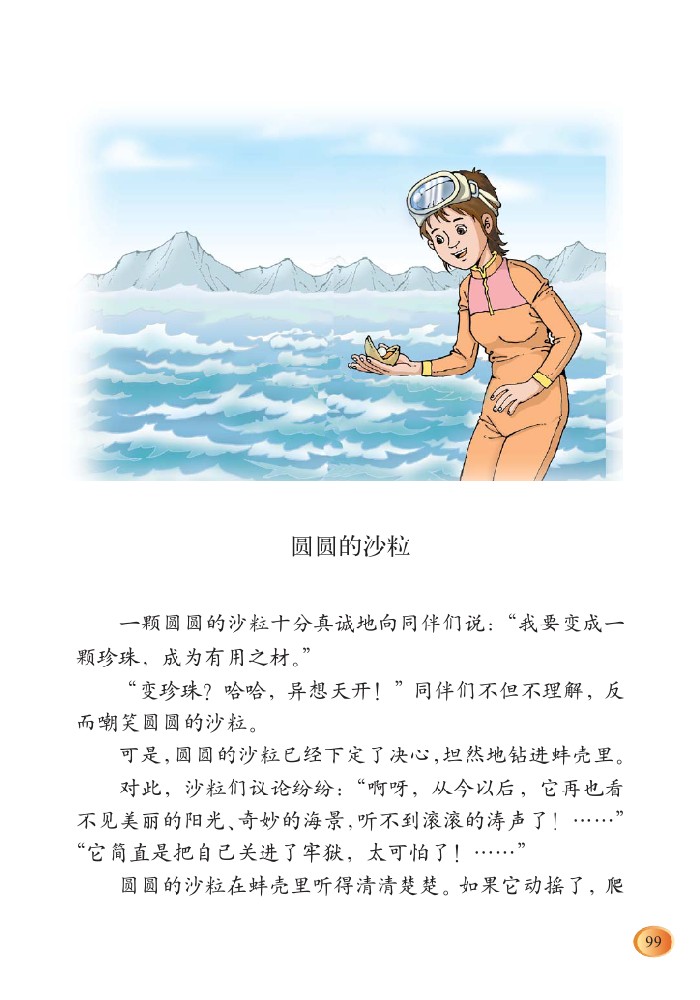 圆圆的沙粒
一颗圆圆的沙粒十分真诚地向同伴们说：“我要变成一
颗珍珠，成为有用之材。”
“变珍珠？哈哈，异想天开！”同伴们不但不理解，反
而嘲笑圆圆的沙粒。
可是，圆圆的沙粒已经下定了决心，坦然地钻进蚌壳里。
对此，沙粒们议论纷纷：“啊呀，从今以后，它再也看
不见美丽的阳光、奇妙的海景，听不到滚滚的涛声了！……”
“它简直是把自己关进了牢狱，太可怕了！……”
圆圆的沙粒在蚌壳里听得清清楚楚。如果它动摇了，爬
99